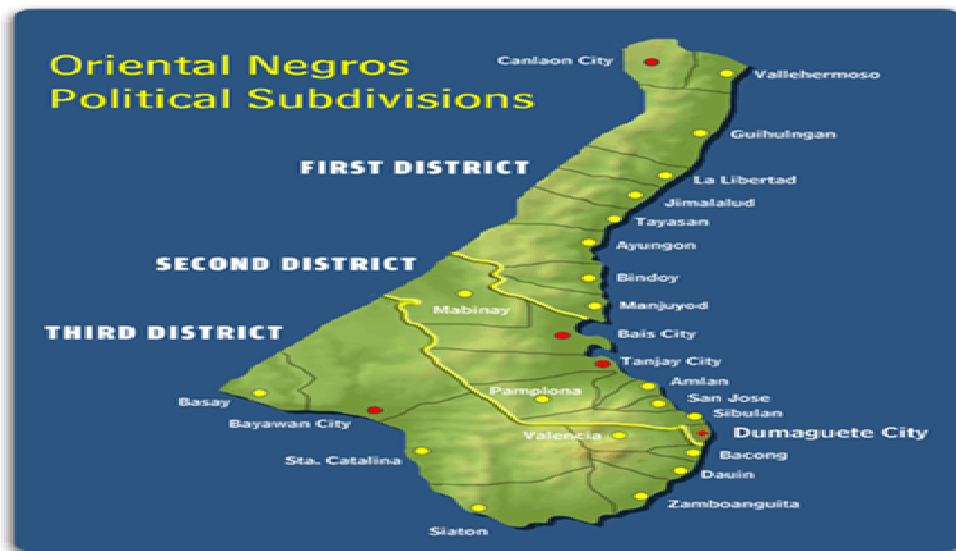 Oriental Negros
Political Subdivisions
Canlaon City
Vallehermoso
Guihulngan
FIRST DISTRICT
La Libertad
Jimalalud
Tayasan
Ayungon
SECOND DISTRICT
Bindoy
Mabinay
Manjuyod
THIRD DISTRICT
Bais City
Tanjay City
Amlan
Pamplona
San Jose
Basay
Sibulan
Bayawan City
Valencia
Dumaguete City
Bacong
Sta. Catalina
Dauin
Zamboanguita
Siaton